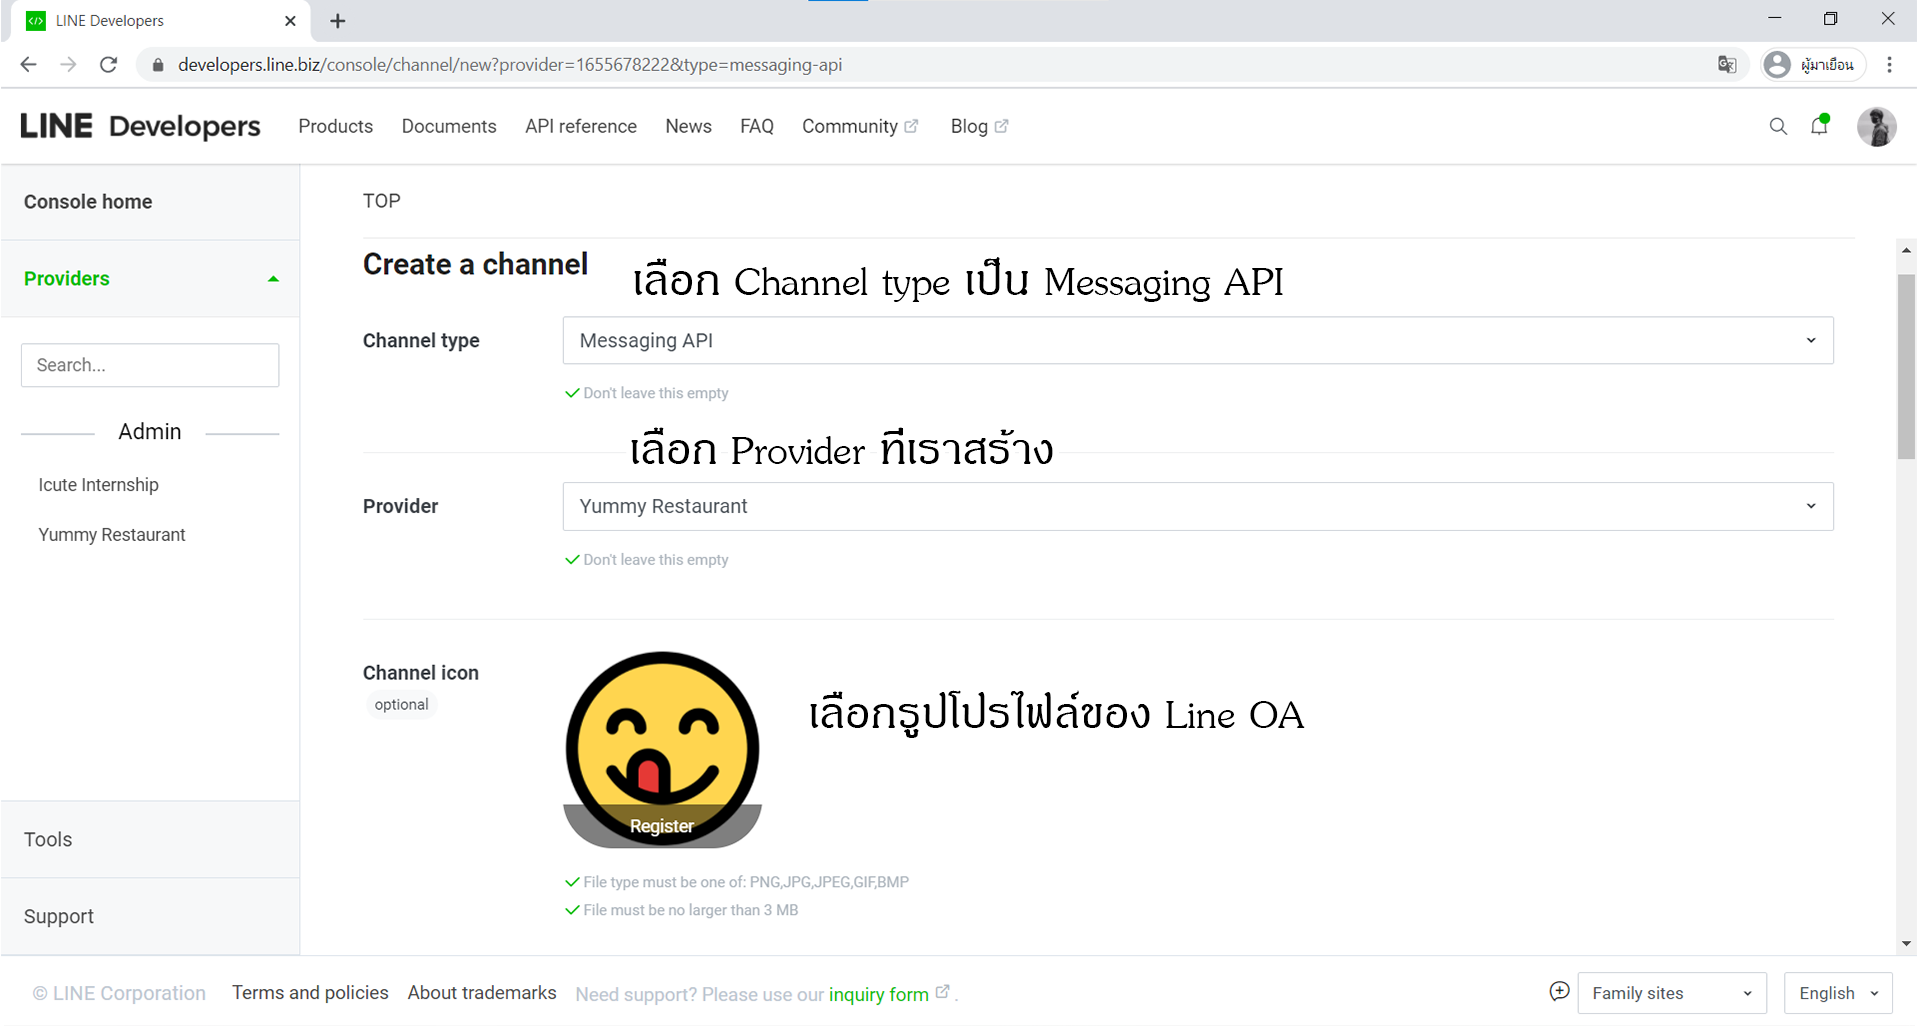 LINE Developers
developers.line.biz/console/channel/new?provider=1655678222&type=messaging-api
ผู้มาเยือน
LINE Developers Products Documents API reference News FAQ Community Blog
Console home
Providers
Search...
Admin
Icute Internship
Yummy Restaurant
Tools
Support
TOP
Create a channel
เลือก Channel type เป็น Messaging API
Channel type Messaging API
Don't leave this empty
เลือก Provider ที่เราสร้าง
Provider Yummy Restaurant
Don't leave this empty
Channel icon
optional
เลือกรูปโปรไฟล์ของ Line OA
Register
File type must be one of: PNG,JPG,JPEG,GIF,BMP
File must be no larger than 3 MB
© LINE Corporation Terms and policies About trademarks Need support? Please use our inquiry form . Family sites English